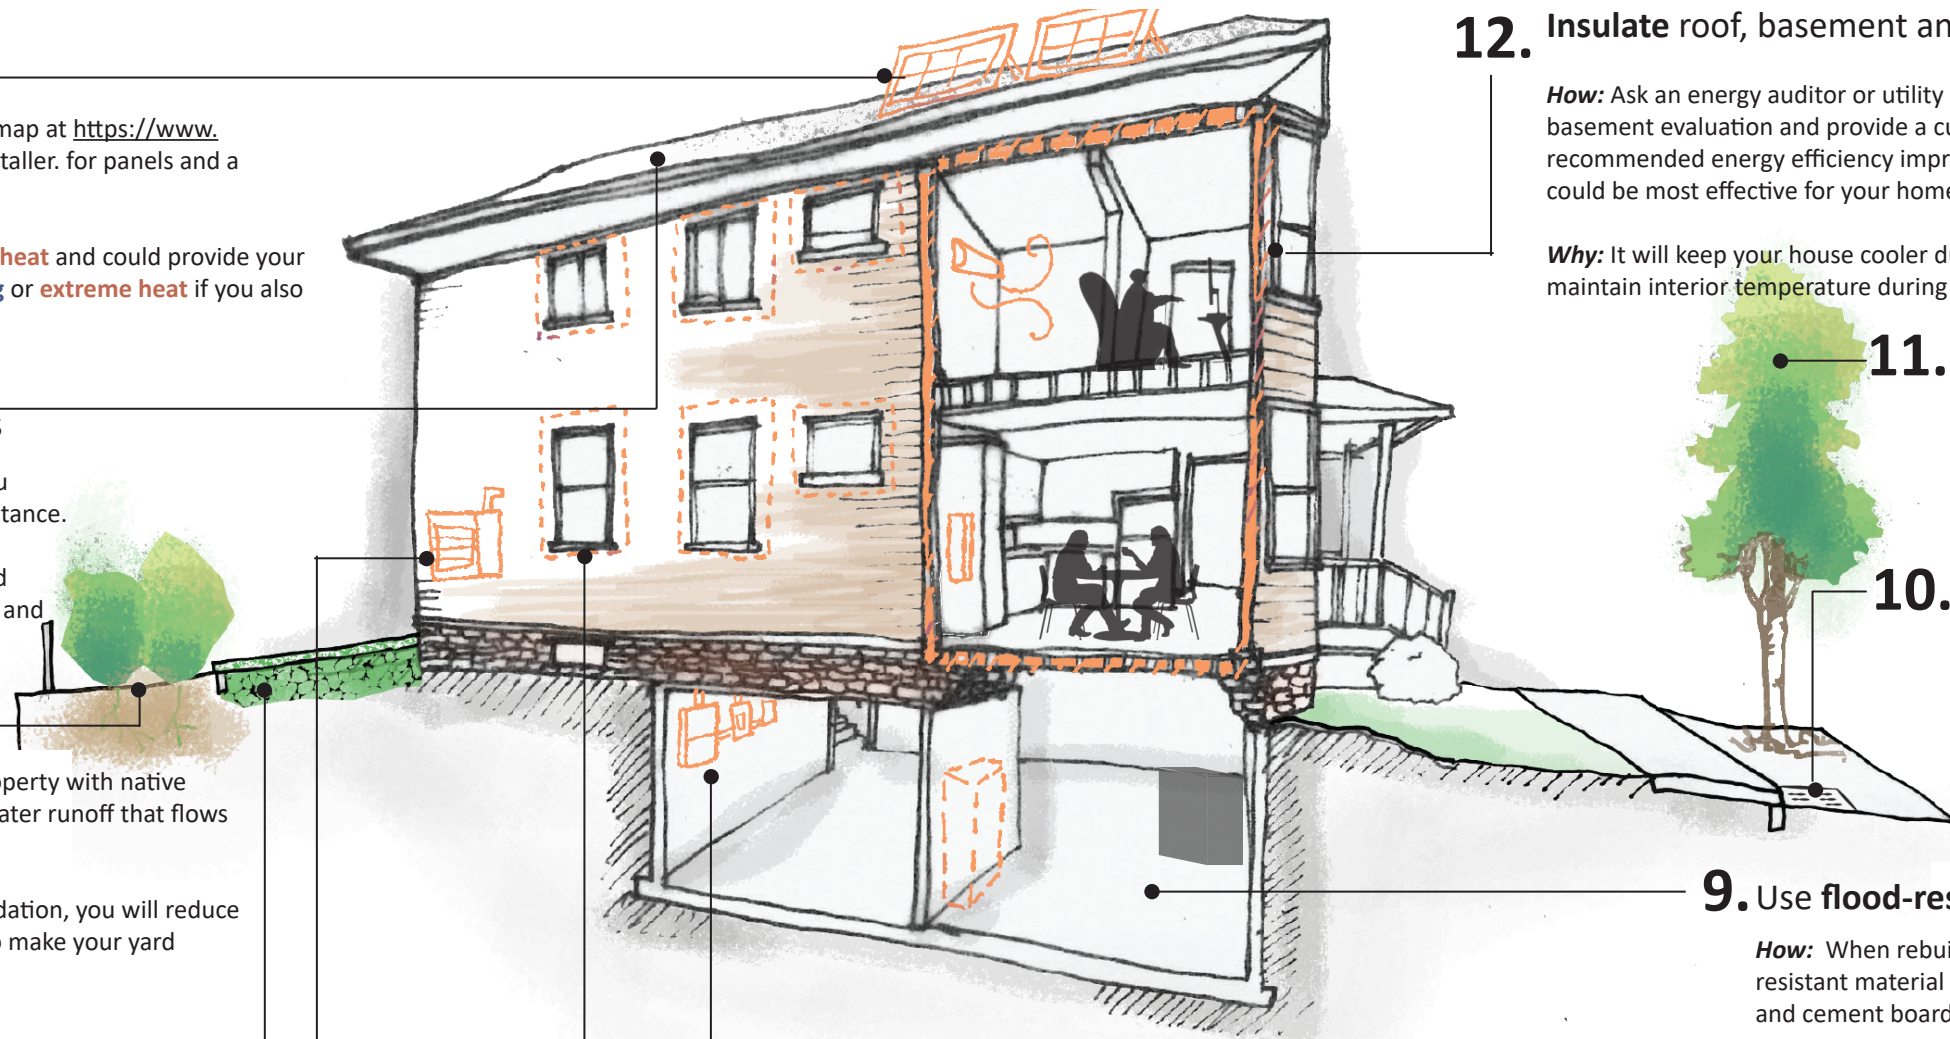 map at https://www.
taller. for panels and a
heat and could provide your
or extreme heat if you also
tance.
and
operty with native
ater runoff that flows
dation, you will reduce
make your yard
12. Insulate roof, basement an
How: Ask an energy auditor or utility
basement evaluation and provide a cu
recommended energy efficiency impr
could be most effective for your home
Why: It will keep your house cooler du
maintain interior temperature during
11.
10.
9. Use flood-res
How: When rebui
resistant material
and cement board